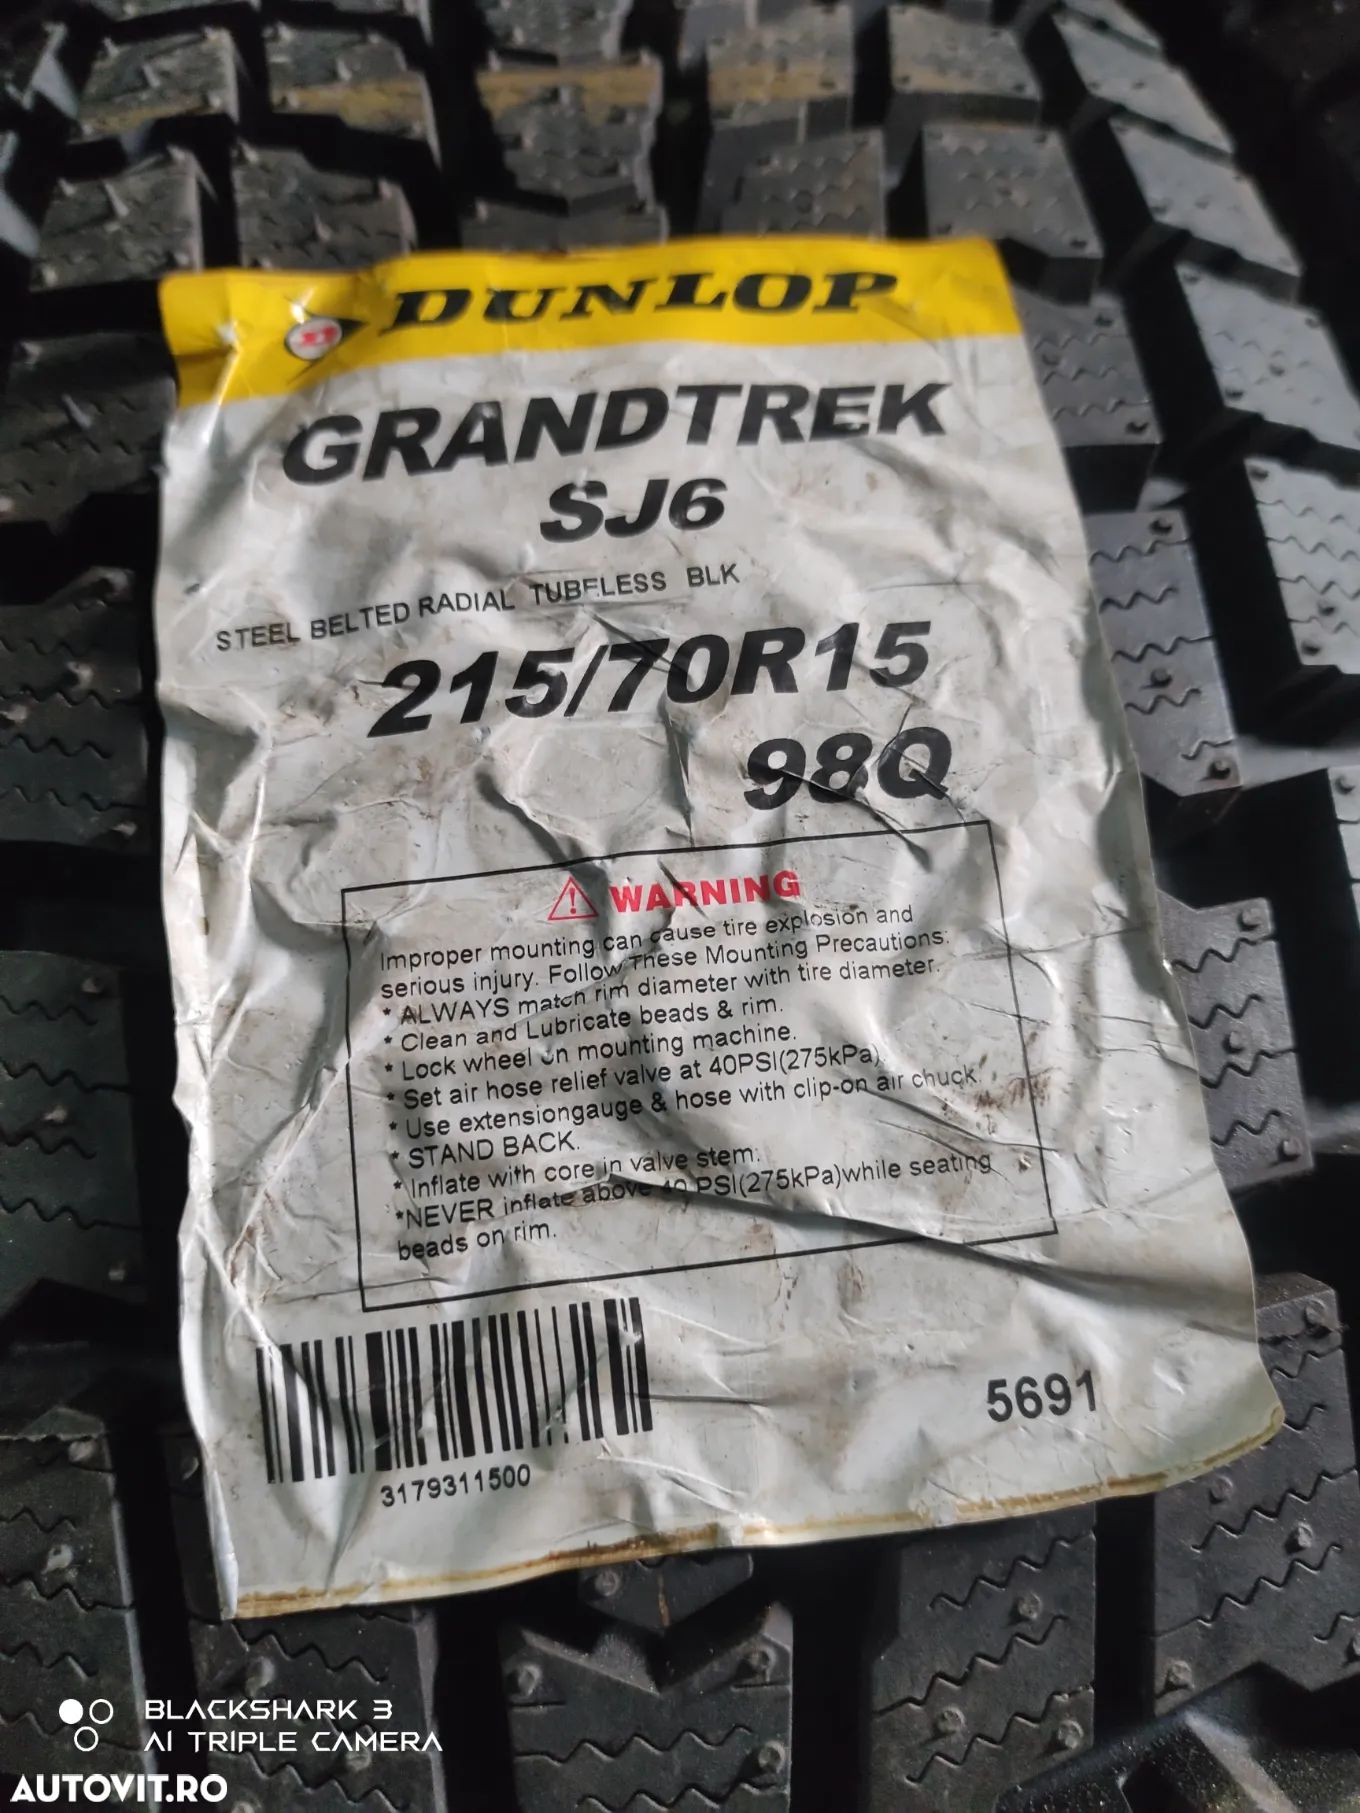 DUNLOP
GRANDTREK
SJ6
STEEL BELTED RADIAL TUBELESS BLK
215/70R15
98Q
WARNING
Improper mounting can cause tire explosion and
serious injury. Follow These Mounting Precautions:
* ALWAYS match rim diameter with tire diameter.
* Clean and Lubricate beads & rim.
* Lock wheel on mounting machine.
* Set air hose relief valve at 40PSI(275kPa).
* Use extensiongauge & hose with clip-on air chuck.
* STAND BACK.
* Inflate with core in valve stem.
*NEVER inflate above 40 PSI(275kPa)while seating
beads on rim.
5691
3179311500
BLACKSHARK 3
AI TRIPLE CAMERA
AUTOVIT.RO